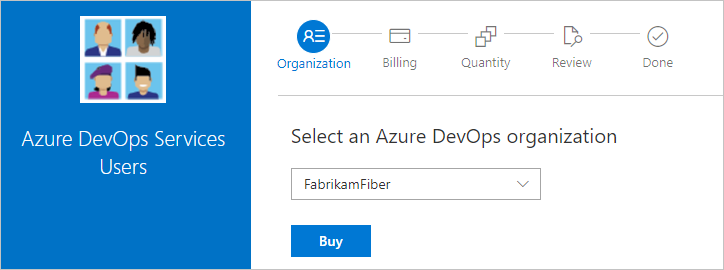 Azure DevOps Services
Users
Organization
Billing
Quantity
Review
Done
Select an Azure DevOps organization
FabrikamFiber
Buy